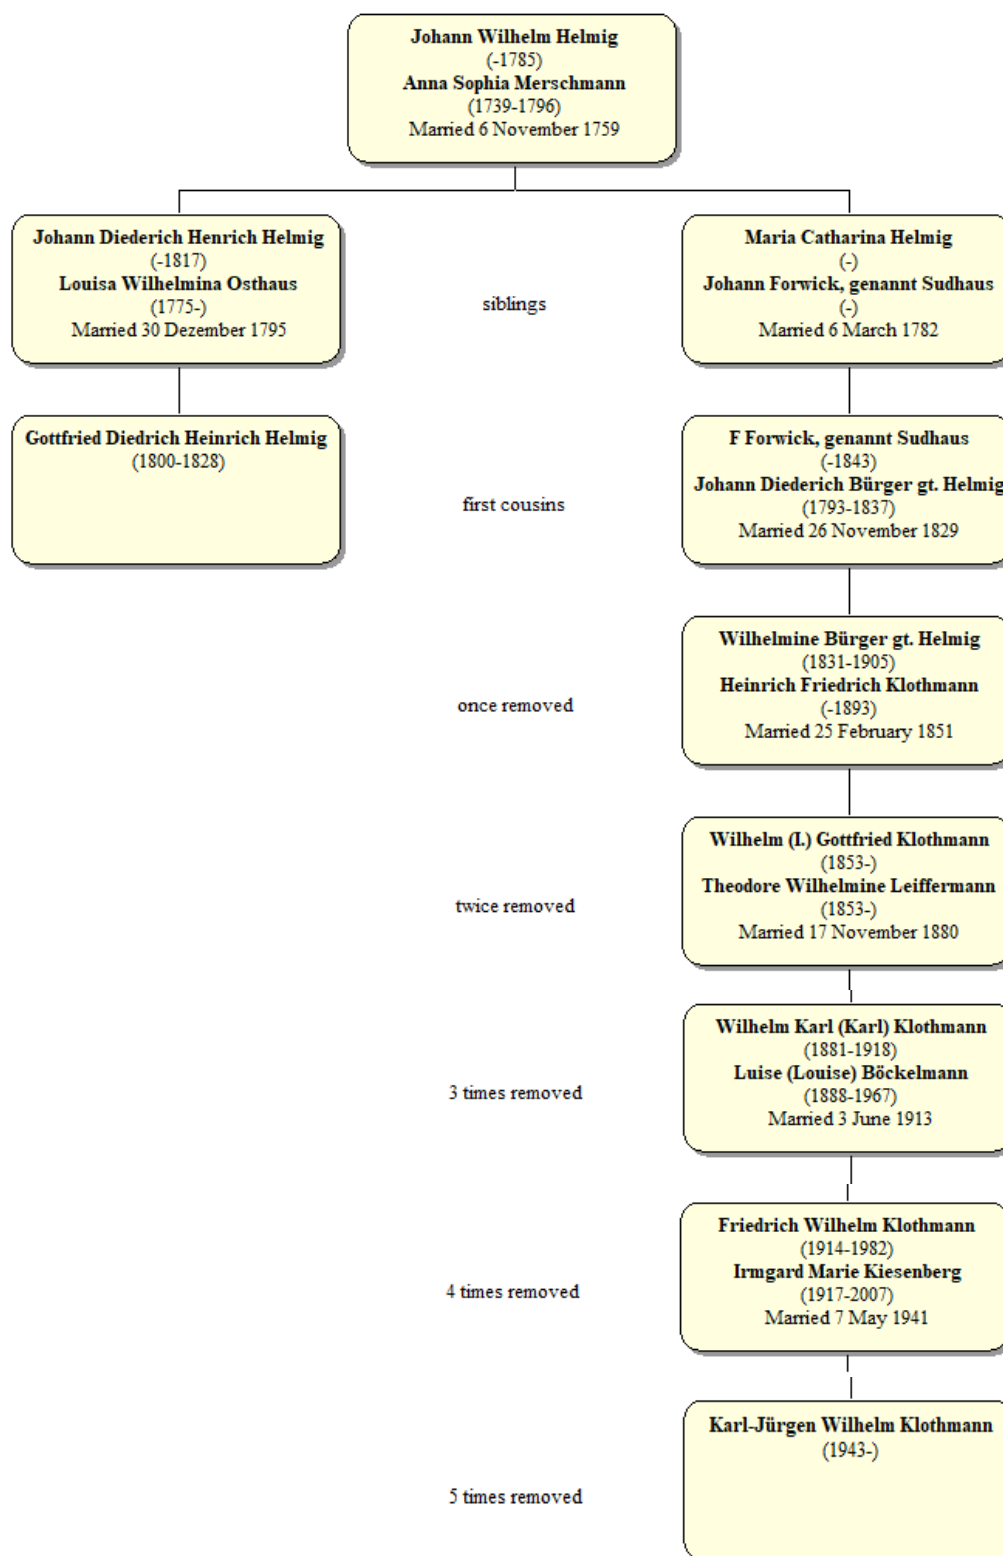 Johann Wilhelm Helmig
(-1785)
Anna Sophia Merschmann
(1739-1796)
Married 6 November 1759
Johann Diederich Henrich Helmig
(-1817)
Louisa Wilhelmina Osthaus
(1775-)
Married 30 Dezember 1795
siblings
Maria Catharina Helmig
(-)
Johann Forwick, genannt Sudhaus
(-)
Married 6 March 1782
Gottfried Diedrich Heinrich Helmig
(1800-1828)
first cousins
F Forwick, genannt Sudhaus
(-1843)
Johann Diederich Bürger gt. Helmig
(1793-1837)
Married 26 November 1829
once removed
Wilhelmine Bürger gt. Helmig
(1831-1905)
Heinrich Friedrich Klothmann
(-1893)
Married 25 February 1851
twice removed
Wilhelm (I.) Gottfried Klothmann
(1853-)
Theodore Wilhelmine Leiffermann
(1853-)
Married 17 November 1880
3 times removed
Wilhelm Karl (Karl) Klothmann
(1881-1918)
Luise (Louise) Böckelmann
(1888-1967)
Married 3 June 1913
4 times removed
Friedrich Wilhelm Klothmann
(1914-1982)
Irmgard Marie Kiesenberg
(1917-2007)
Married 7 May 1941
5 times removed
Karl-Jürgen Wilhelm Klothmann
(1943-)